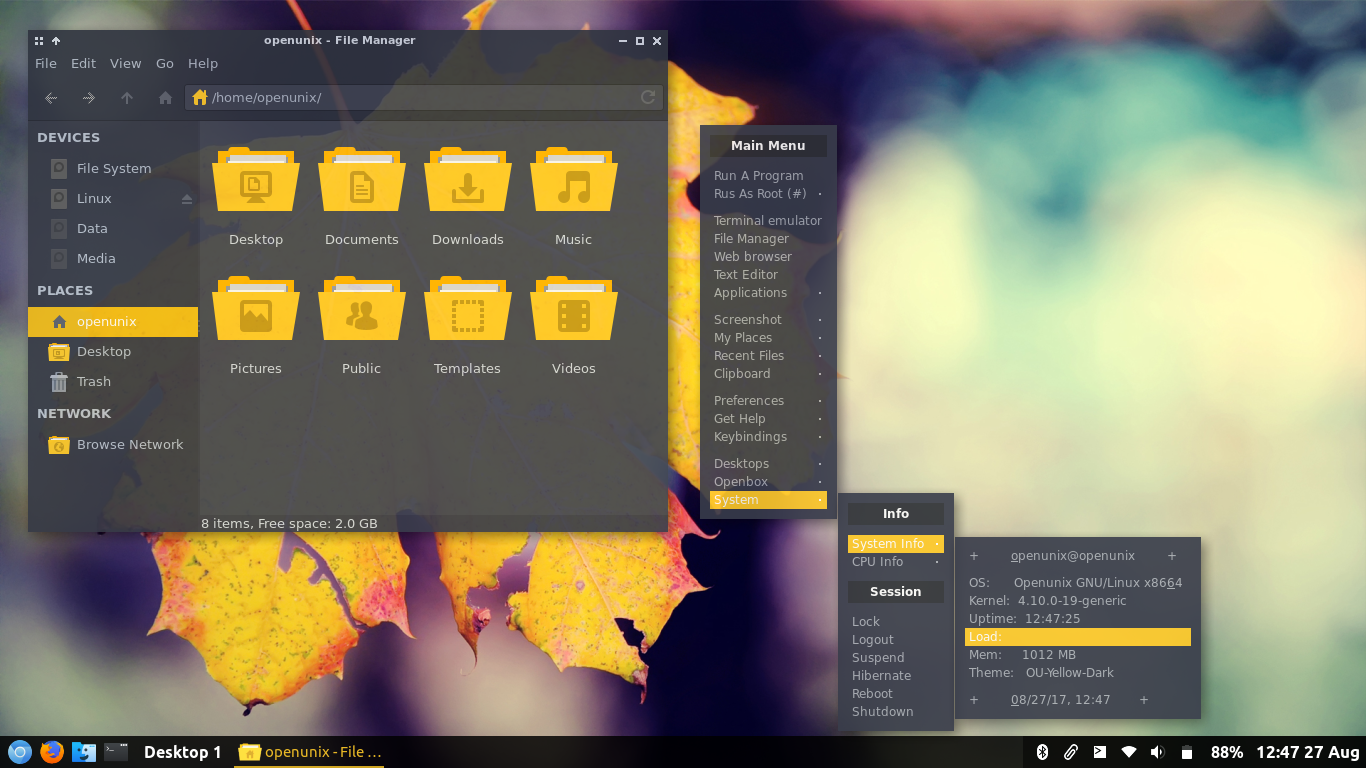 openunix - File Manager
File Edit View Go Help
/home/openunix/
DEVICES
File System
Linux
Data
Media
PLACES
openunix
Desktop
Trash
NETWORK
Browse Network
Desktop Documents Downloads Music
Pictures Public Templates Videos
8 items, Free space: 2.0 GB
Main Menu
Run A Program
Rus As Root (#)
Terminal emulator
File Manager
Web browser
Text Editor
Applications
Screenshot
My Places
Recent Files
Clipboard
Preferences
Get Help
Keybindings
Desktops
Openbox
System
Info
System Info
CPU Info
Session
Lock
Logout
Suspend
Hibernate
Reboot
Shutdown
+ openunix@openunix +
OS: Openunix GNU/Linux x8664
Kernel: 4.10.0-19-generic
Uptime: 12:47:25
Load:
Mem: 1012 MB
Theme: OU-Yellow-Dark
+ 08/27/17, 12:47 +
Desktop 1 openunix - File ... 88% 12:47 27 Aug